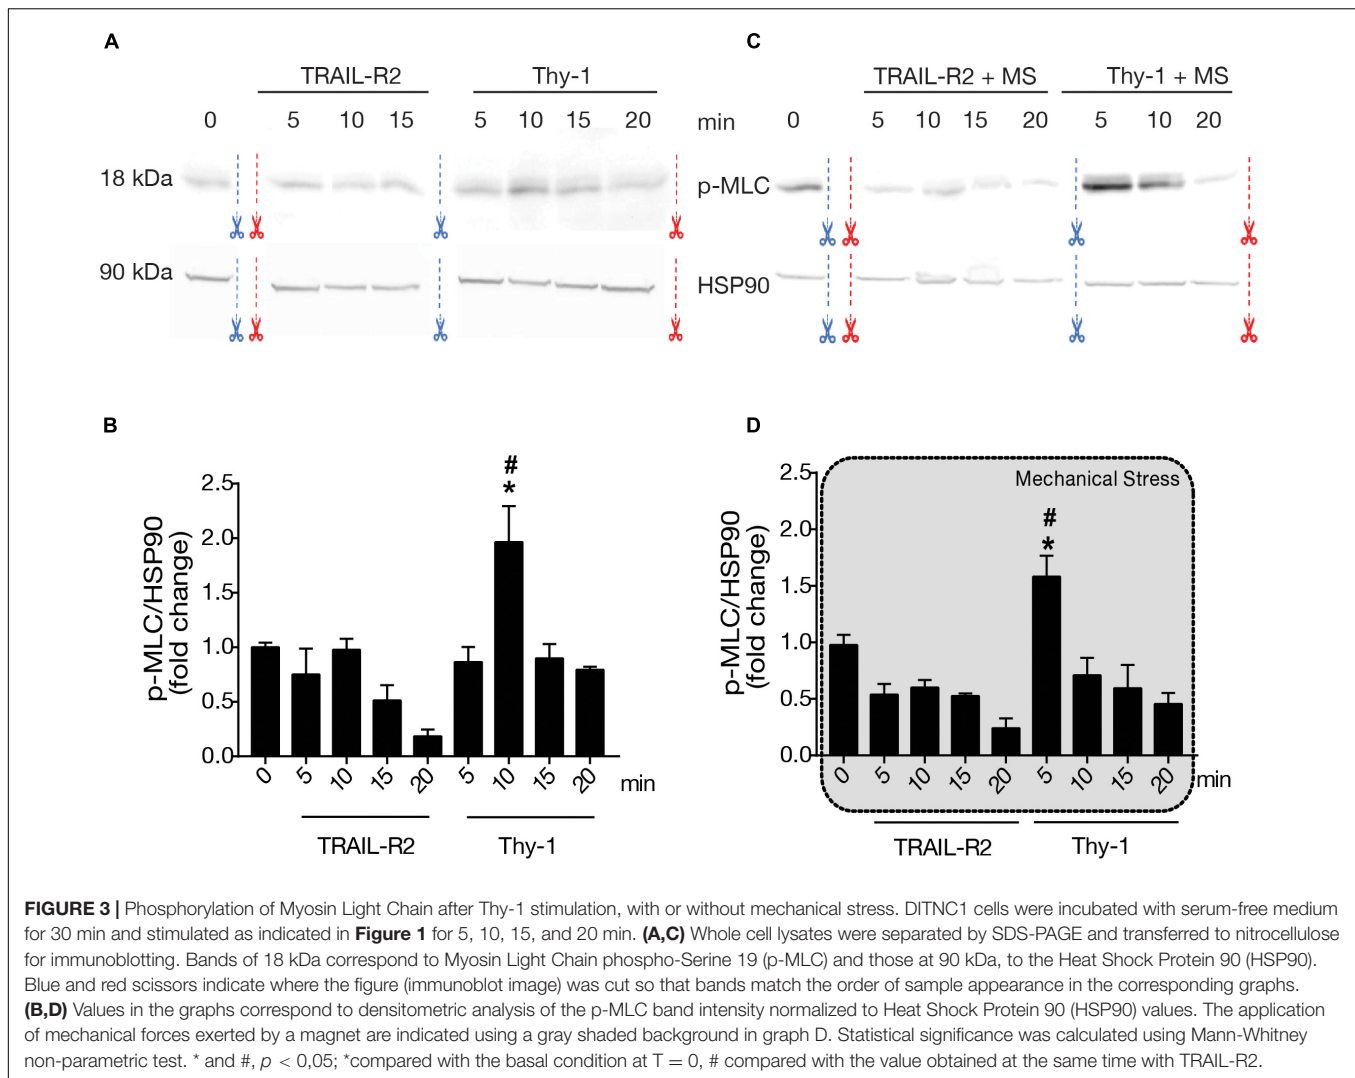 A
TRAIL-R2 Thy-1
0 5 10 15 5 10 15 20
18 kDa
90 kDa
C
TRAIL-R2 + MS Thy-1 + MS
min 0 5 10 15 20 5 10 20
p-MLC
HSP90
B
p-MLC/HSP90
(fold change)
2.5
2.0
1.5
1.0
0.5
0.0
#
*
0 5 10 15 20 5 10 15 20 min
TRAIL-R2 Thy-1
D
Mechanical Stress
p-MLC/HSP90
(fold change)
2.5
2.0
1.5
1.0
0.5
0.0
#
*
0 5 10 15 20 5 10 15 20 min
TRAIL-R2 Thy-1
FIGURE 3 | Phosphorylation of Myosin Light Chain after Thy-1 stimulation, with or without mechanical stress. DITNC1 cells were incubated with serum-free medium
for 30 min and stimulated as indicated in Figure 1 for 5, 10, 15, and 20 min. (A,C) Whole cell lysates were separated by SDS-PAGE and transferred to nitrocellulose
for immunoblotting. Bands of 18 kDa correspond to Myosin Light Chain phospho-Serine 19 (p-MLC) and those at 90 kDa, to the Heat Shock Protein 90 (HSP90).
Blue and red scissors indicate where the figure (immunoblot image) was cut so that bands match the order of sample appearance in the corresponding graphs.
(B,D) Values in the graphs correspond to densitometric analysis of the p-MLC band intensity normalized to Heat Shock Protein 90 (HSP90) values. The application
of mechanical forces exerted by a magnet are indicated using a gray shaded background in graph D. Statistical significance was calculated using Mann-Whitney
non-parametric test. * and #, p < 0,05; *compared with the basal condition at T = 0, # compared with the value obtained at the same time with TRAIL-R2.